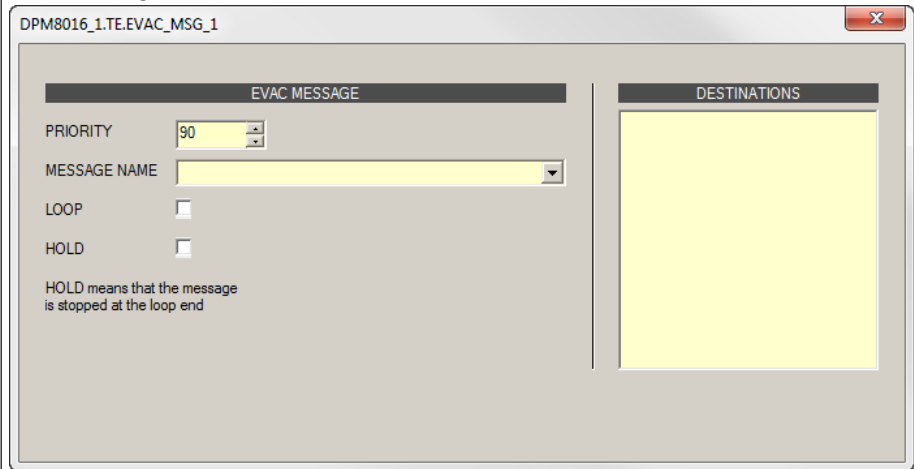 DPM8016_1.TE.EVAC_MSG_1
EVAC MESSAGE
PRIORITY 90
MESSAGE NAME
LOOP
HOLD
HOLD means that the message
is stopped at the loop end
DESTINATIONS